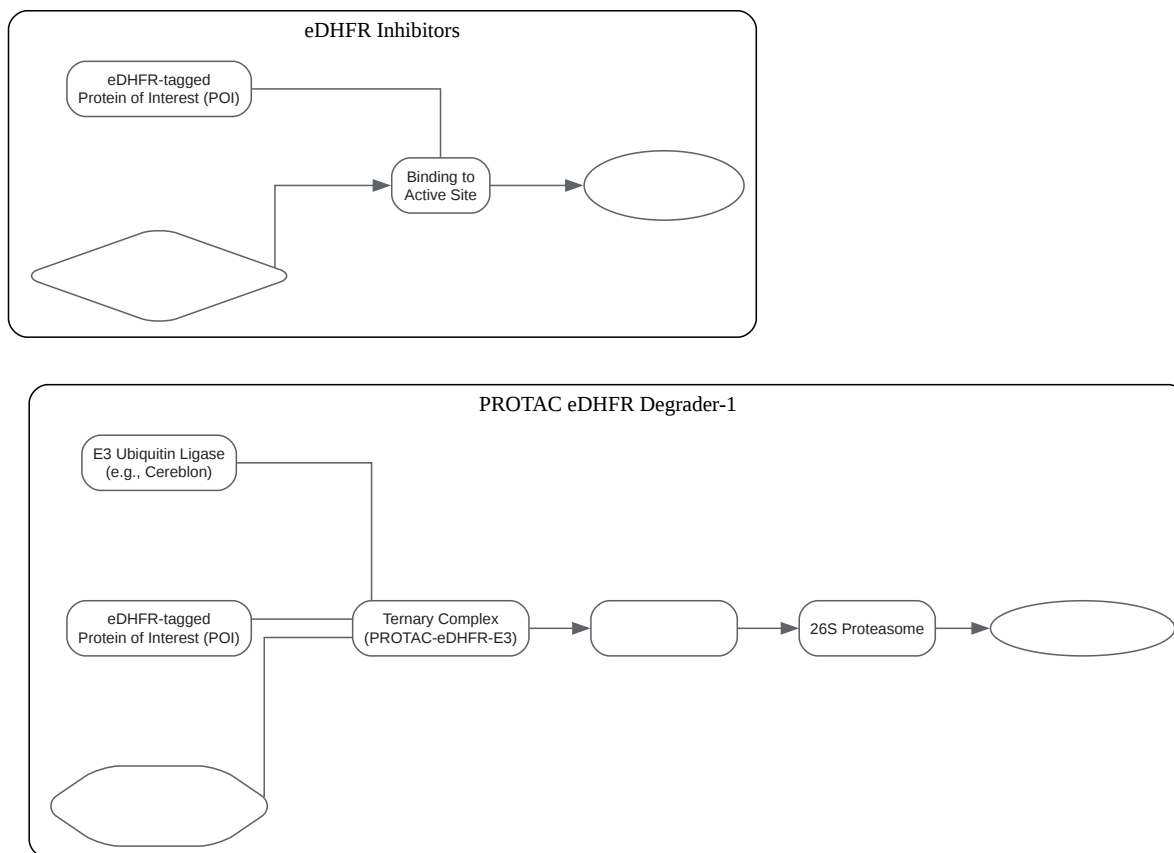 eDHFR Inhibitors
eDHFR-tagged
Protein of Interest (POI)
Binding to
Active Site
PROTAC eDHFR Degrader-1
E3 Ubiquitin Ligase
(e.g., Cereblon)
eDHFR-tagged
Protein of Interest (POI)
Ternary Complex
(PROTAC-eDHFR-E3)
26S Proteasome